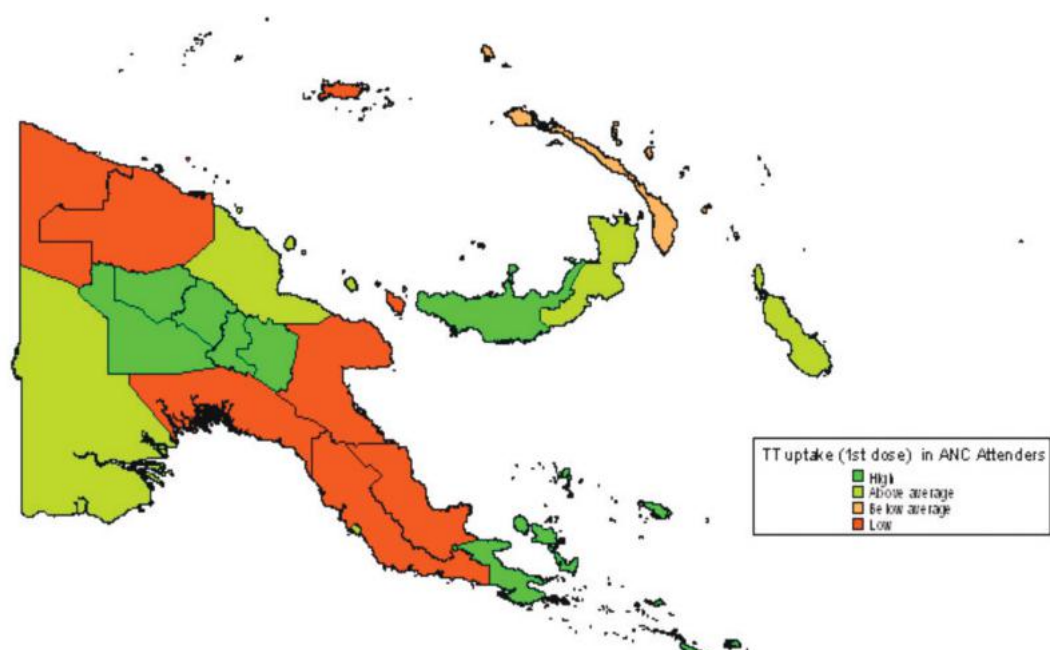 TT uptake (1st dose) in ANC Attenders
High
Above average
Below average
Low